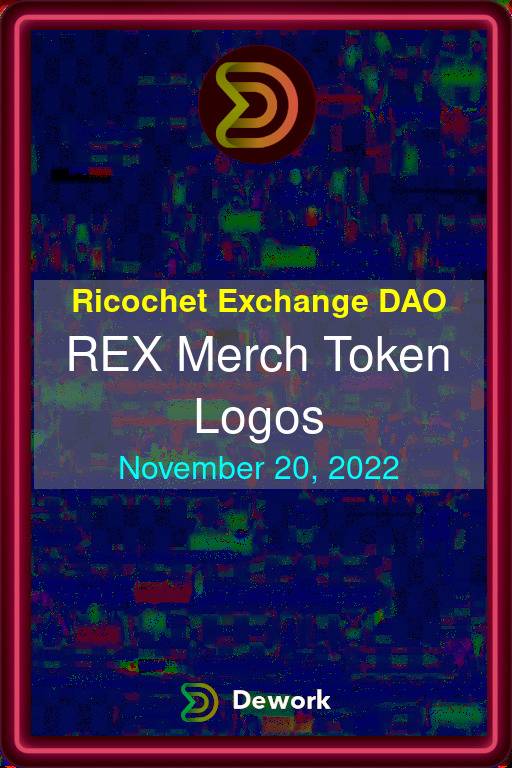 Ricochet Exchange DAO
REX Merch Token
Logos
November 20, 2022
Dework